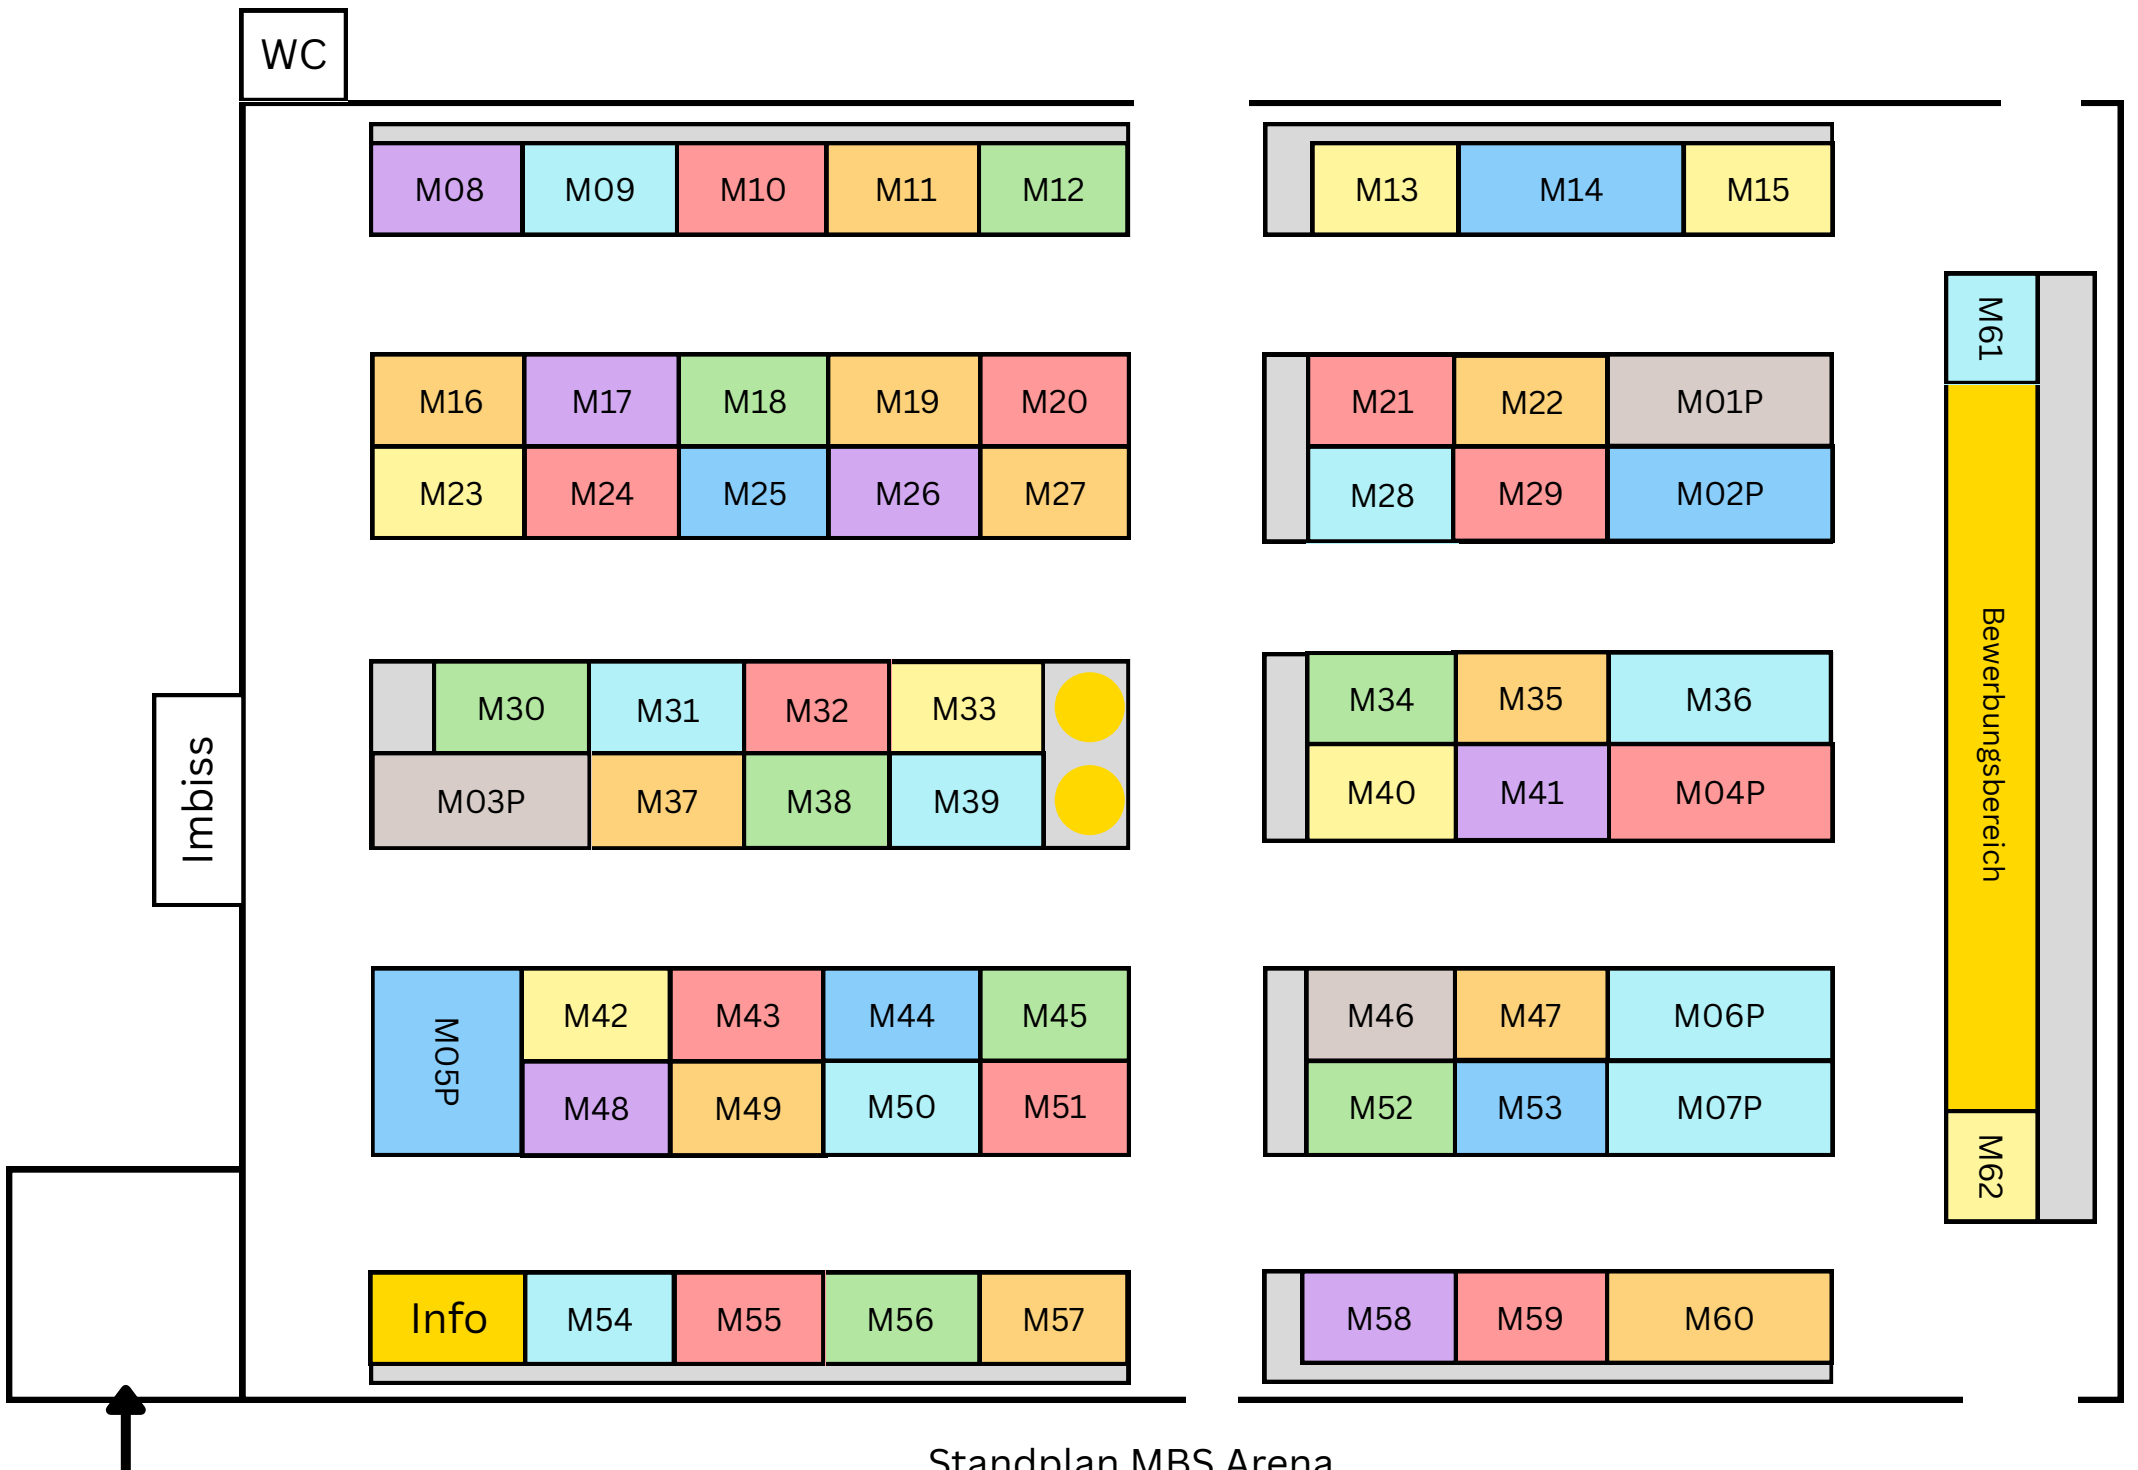 WC
M08 M09 M10 M11 M12 M13 M14 M15
M61
M16 M17 M18 M19 M20 M21 M22 M01P
M23 M24 M25 M26 M27 M28 M29 M02P
Bewerbungsbereich
M30 M31 M32 M33 M34 M35 M36
Imbiss
M03P M37 M38 M39 M40 M41 M04P
M05P
M42 M43 M44 M45 M46 M47 M06P
M48 M49 M50 M51 M52 M53 M07P
M62
Info M54 M55 M56 M57 M58 M59 M60
Standplan MBS Arena